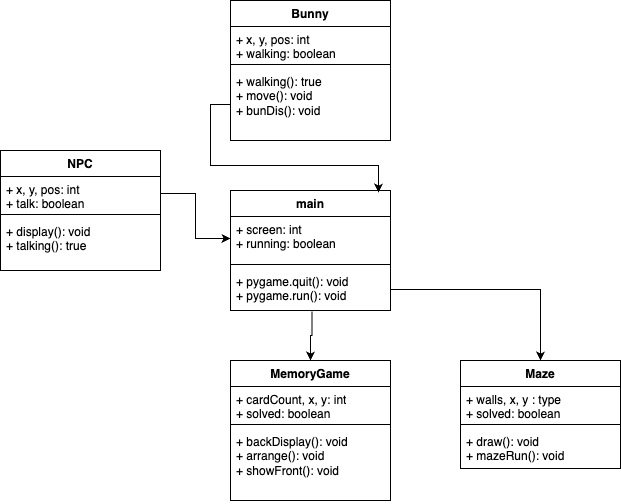 Bunny
+ x, y, pos: int
+ walking: boolean
+ walking(): true
+ move(): void
+ bunDis(): void
NPC
+ x, y, pos: int
+ talk: boolean
+ display(): void
+ talking(): true
main
+ screen: int
+ running: boolean
+ pygame.quit(): void
+ pygame.run(): void
MemoryGame
+ cardCount, x, y: int
+ solved: boolean
+ backDisplay(): void
+ arrange(): void
+ showFront(): void
Maze
+ walls, x, y : type
+ solved: boolean
+ draw(): void
+ mazeRun(): void